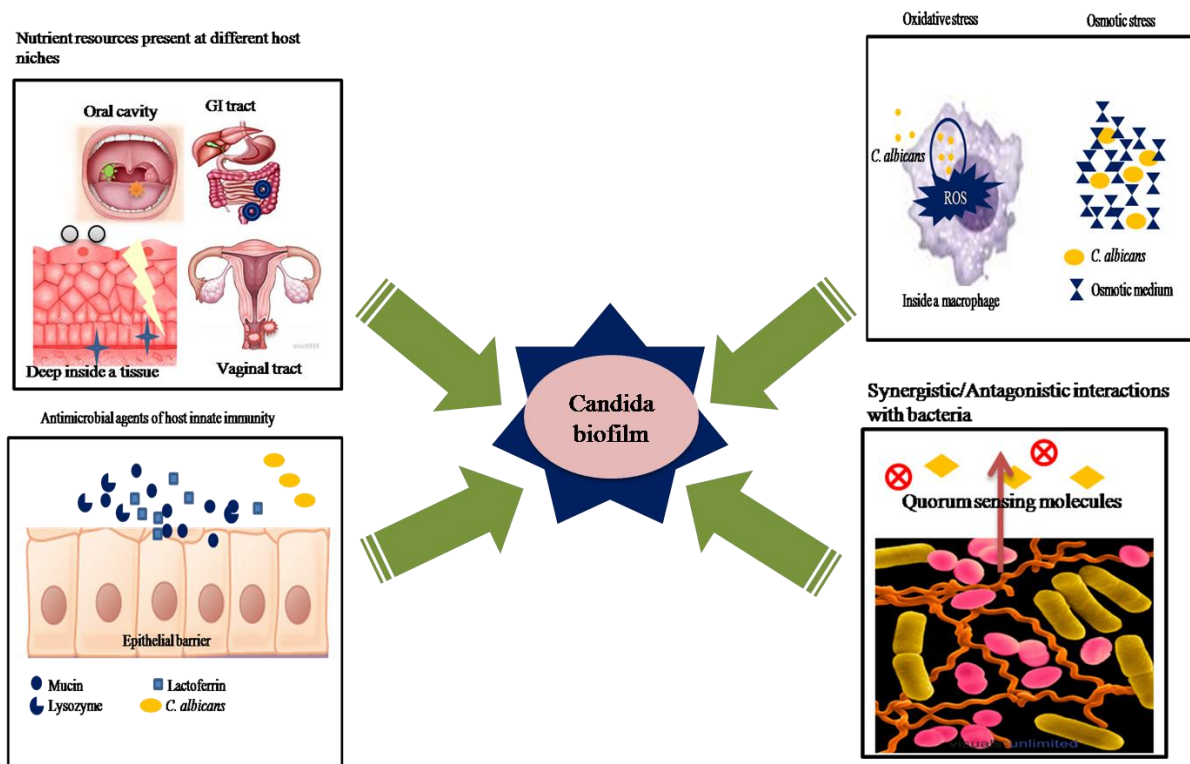 Nutrient resources present at different host
niches
Oral cavity
GI tract
Deep inside a tissue
Vaginal tract
Antimicrobial agents of host innate immunity
Epithelial barrier
Mucin
Lactoferrin
Lysozyme
C. albicans
Candida
biofilm
Oxidative stress
Osmotic stress
C. albicans
ROS
C. albicans
Inside a macrophage
Osmotic medium
Synergistic/Antagonistic interactions
with bacteria
Quorum sensing molecules
visuals unlimited